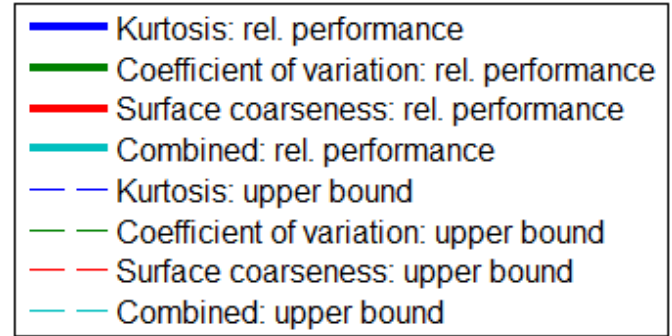 Kurtosis: rel. performance
Coefficient of variation: rel. performance
Surface coarseness: rel. performance
Combined: rel. performance
Kurtosis: upper bound
Coefficient of variation: upper bound
Surface coarseness: upper bound
Combined: upper bound